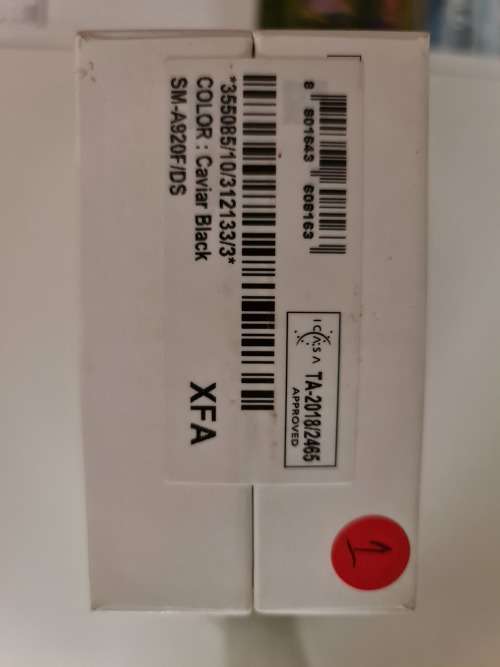 8 801643 608163
*355085/10/312133/3*
COLOR : Caviar Black
SM-A920F/DS
ICASA
TA-2018/2465
APPROVED
XFA
1